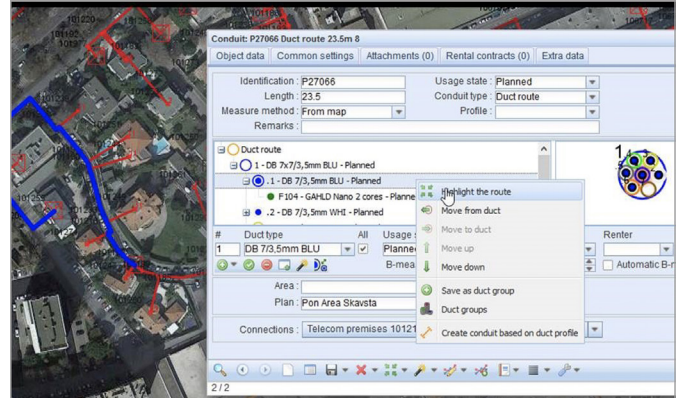 Conduit: P27066 Duct route 23.5m 8
Object data Common settings Attachments (0) Rental contracts (0) Extra data
Identification : P27066 Usage state : Planned
Length : 23.5 Conduit type : Duct route
Measure method : From map Profile :
Remarks :
Duct route
1 - DB 7x7/3,5mm BLU - Planned
.1 - DB 7/3,5mm BLU - Planned
F104 - GAHLD Nano 2 cores - Planne
.2 - DB 7/3,5mm WHI - Planned
1
Highlight the route
Move from duct
Move to duct
Move up
Move down
Save as duct group
Duct groups
Create conduit based on duct profile
# Duct type All Usage Renter
1 DB 7/3,5mm BLU Planne
B-mea Automatic B-m
Area :
Plan : Pon Area Skavsta
Connections : Telecom premises 10121
2 / 2